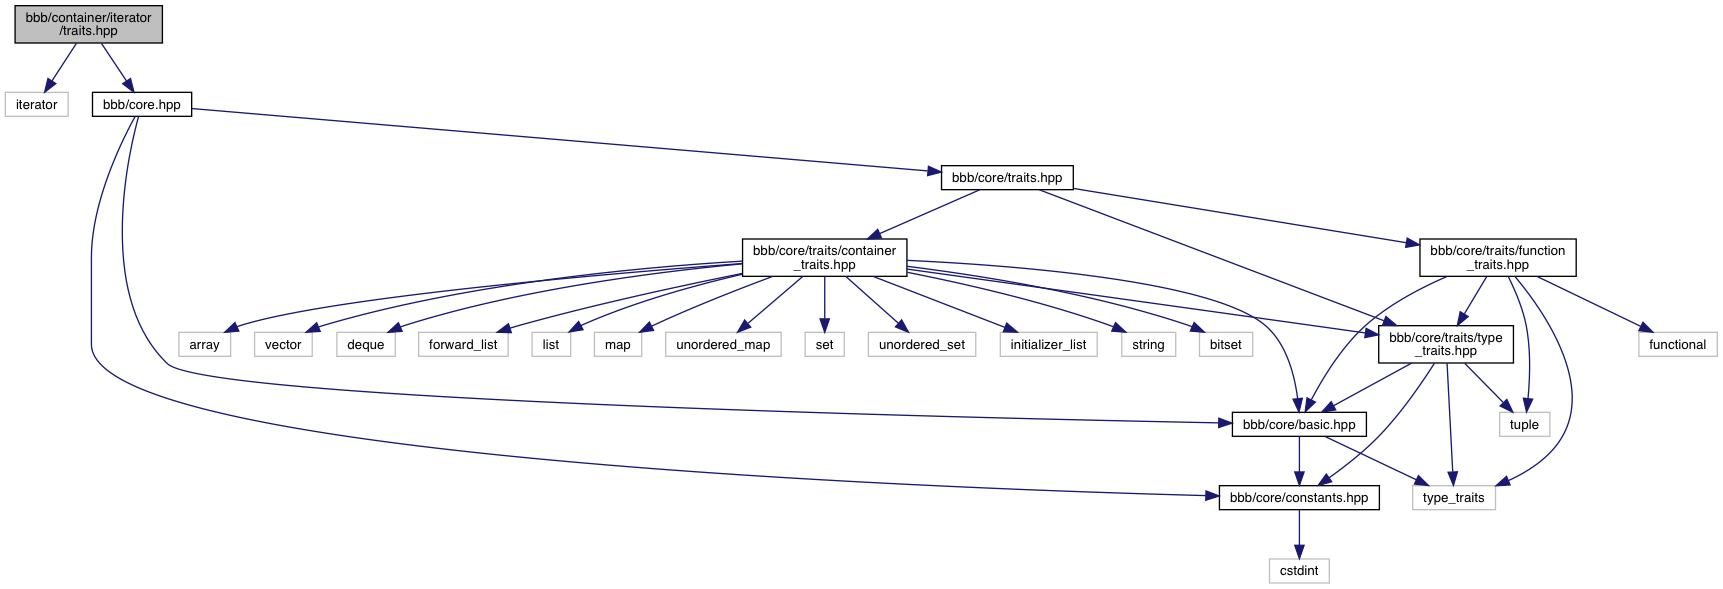 bbb/container/iterator
/traits.hpp
iterator
bbb/core.hpp
bbb/core/traits.hpp
bbb/core/traits/container
_traits.hpp
bbb/core/traits/function
_traits.hpp
array
vector
deque
forward_list
list
map
unordered_map
set
unordered_set
initializer_list
string
bitset
bbb/core/traits/type
_traits.hpp
functional
bbb/core/basic.hpp
tuple
bbb/core/constants.hpp
type_traits
cstdint